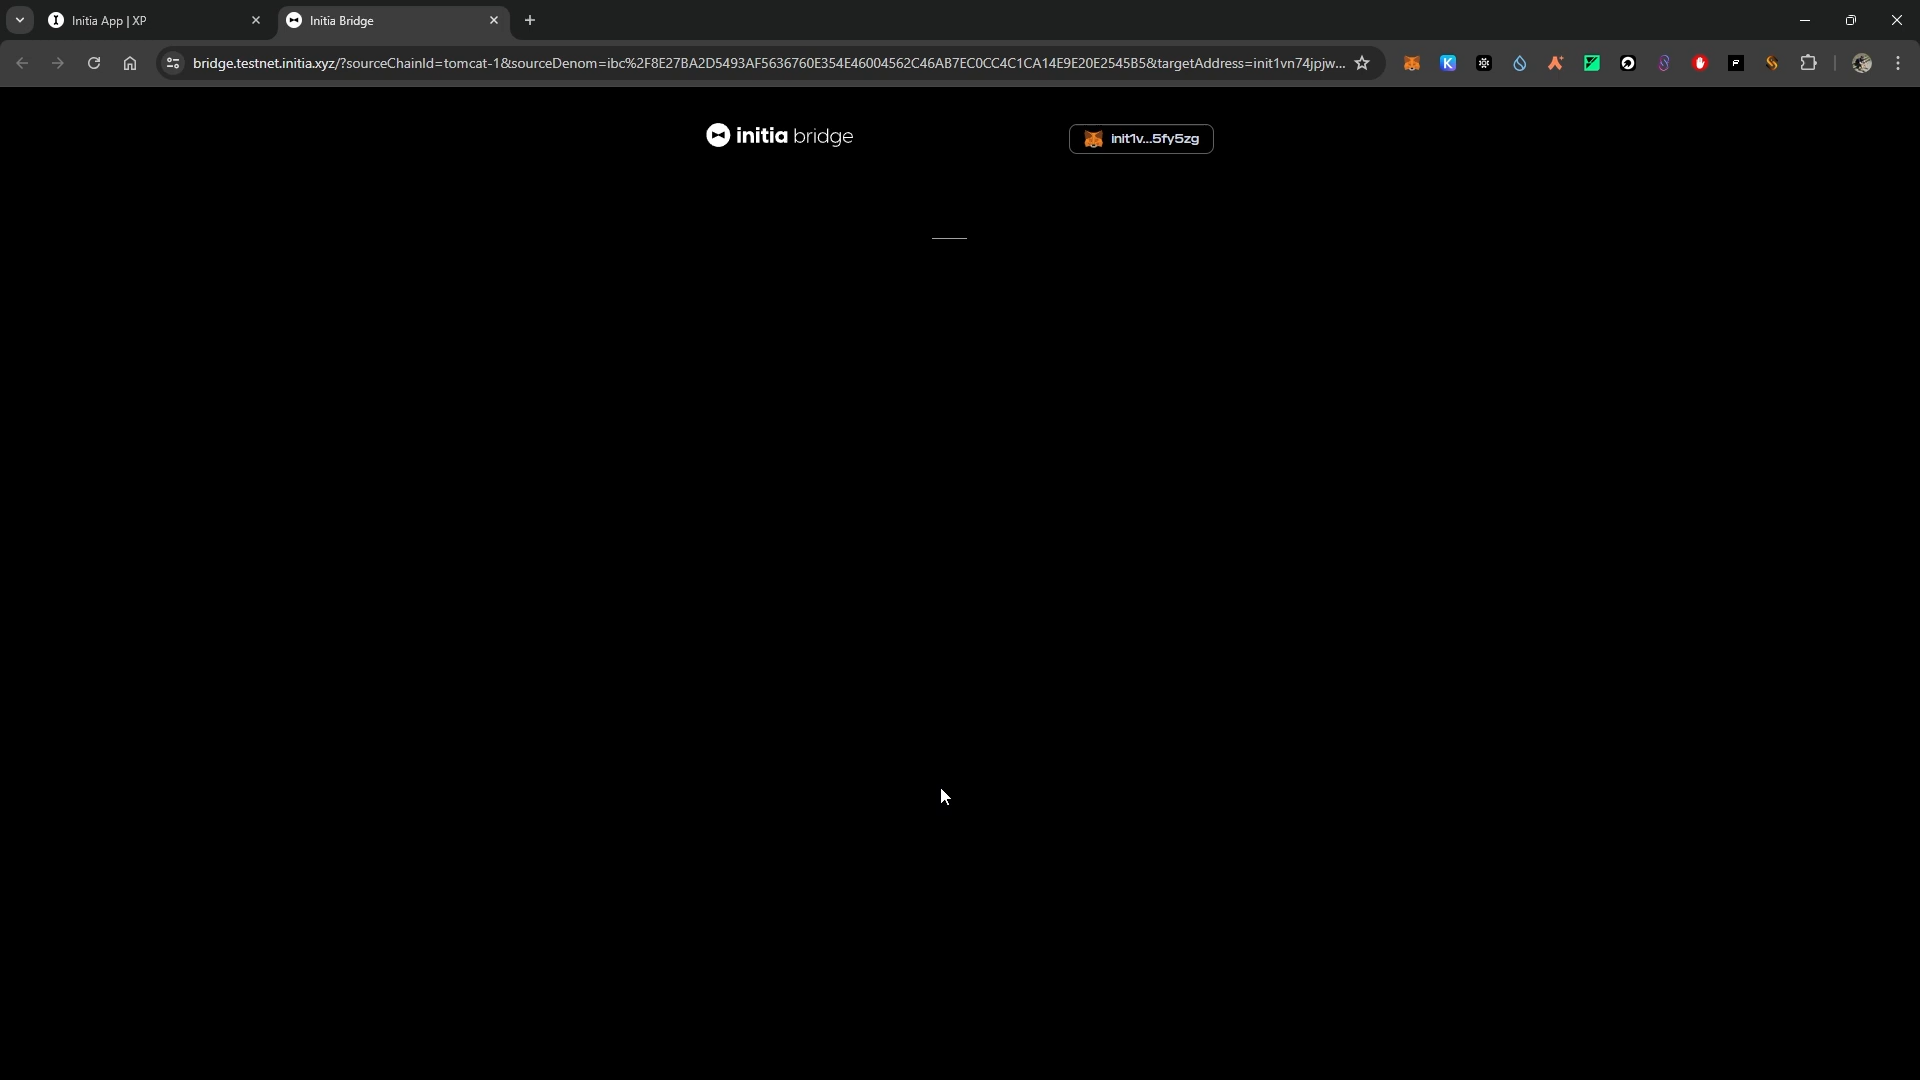 Initia App | XP
Initia Bridge
bridge.testnet.initia.xyz/?sourceChainId=tomcat-1&sourceDenom=ibc%2F8E27BA2D5493AF5636760E354E46004562C46AB7EC0CC4C1CA14E9E20E2545B5&targetAddress=init1vn74jpjw...
initia bridge
init1v...5fy5zg